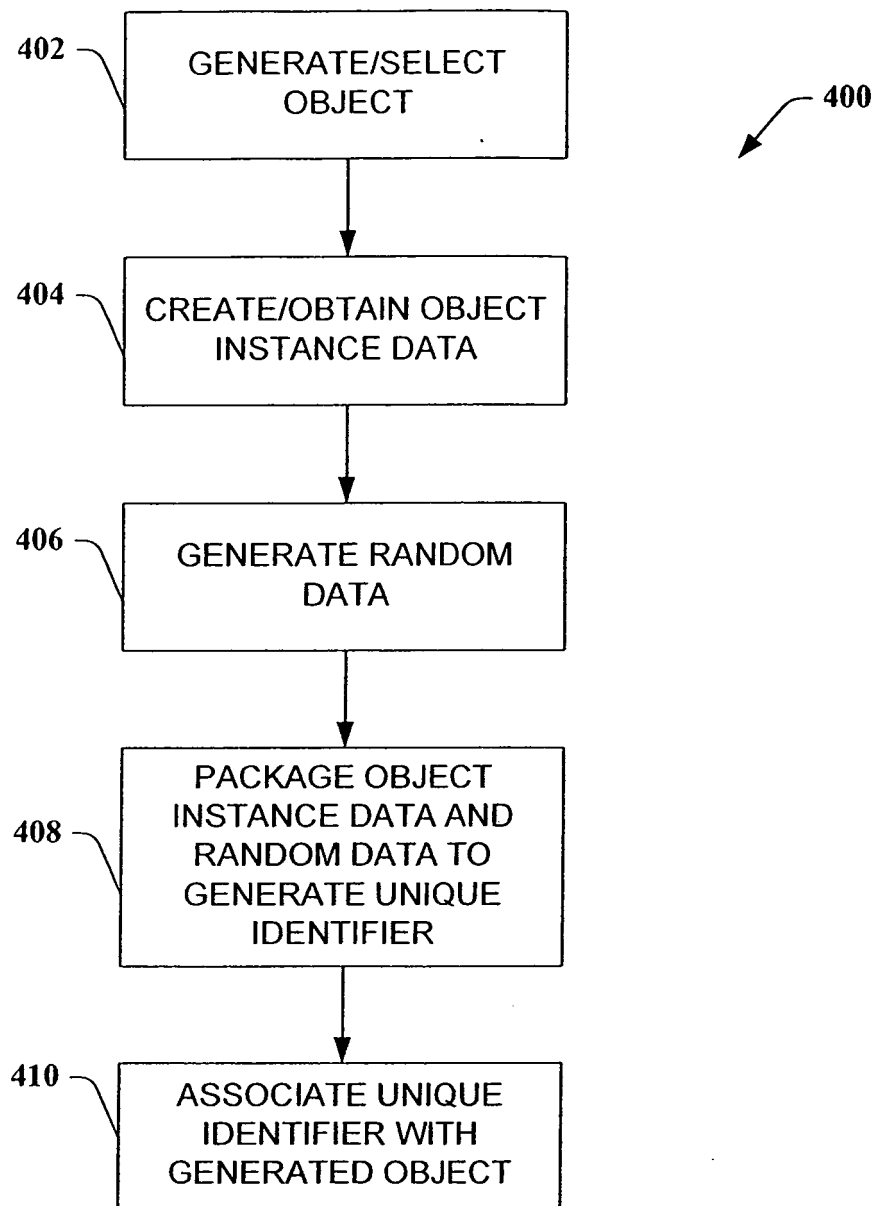 402
GENERATE/SELECT
OBJECT
400
404
CREATE/OBTAIN OBJECT
INSTANCE DATA
406
GENERATE RANDOM
DATA
408
PACKAGE OBJECT
INSTANCE DATA AND
RANDOM DATA TO
GENERATE UNIQUE
IDENTIFIER
410
ASSOCIATE UNIQUE
IDENTIFIER WITH
GENERATED OBJECT